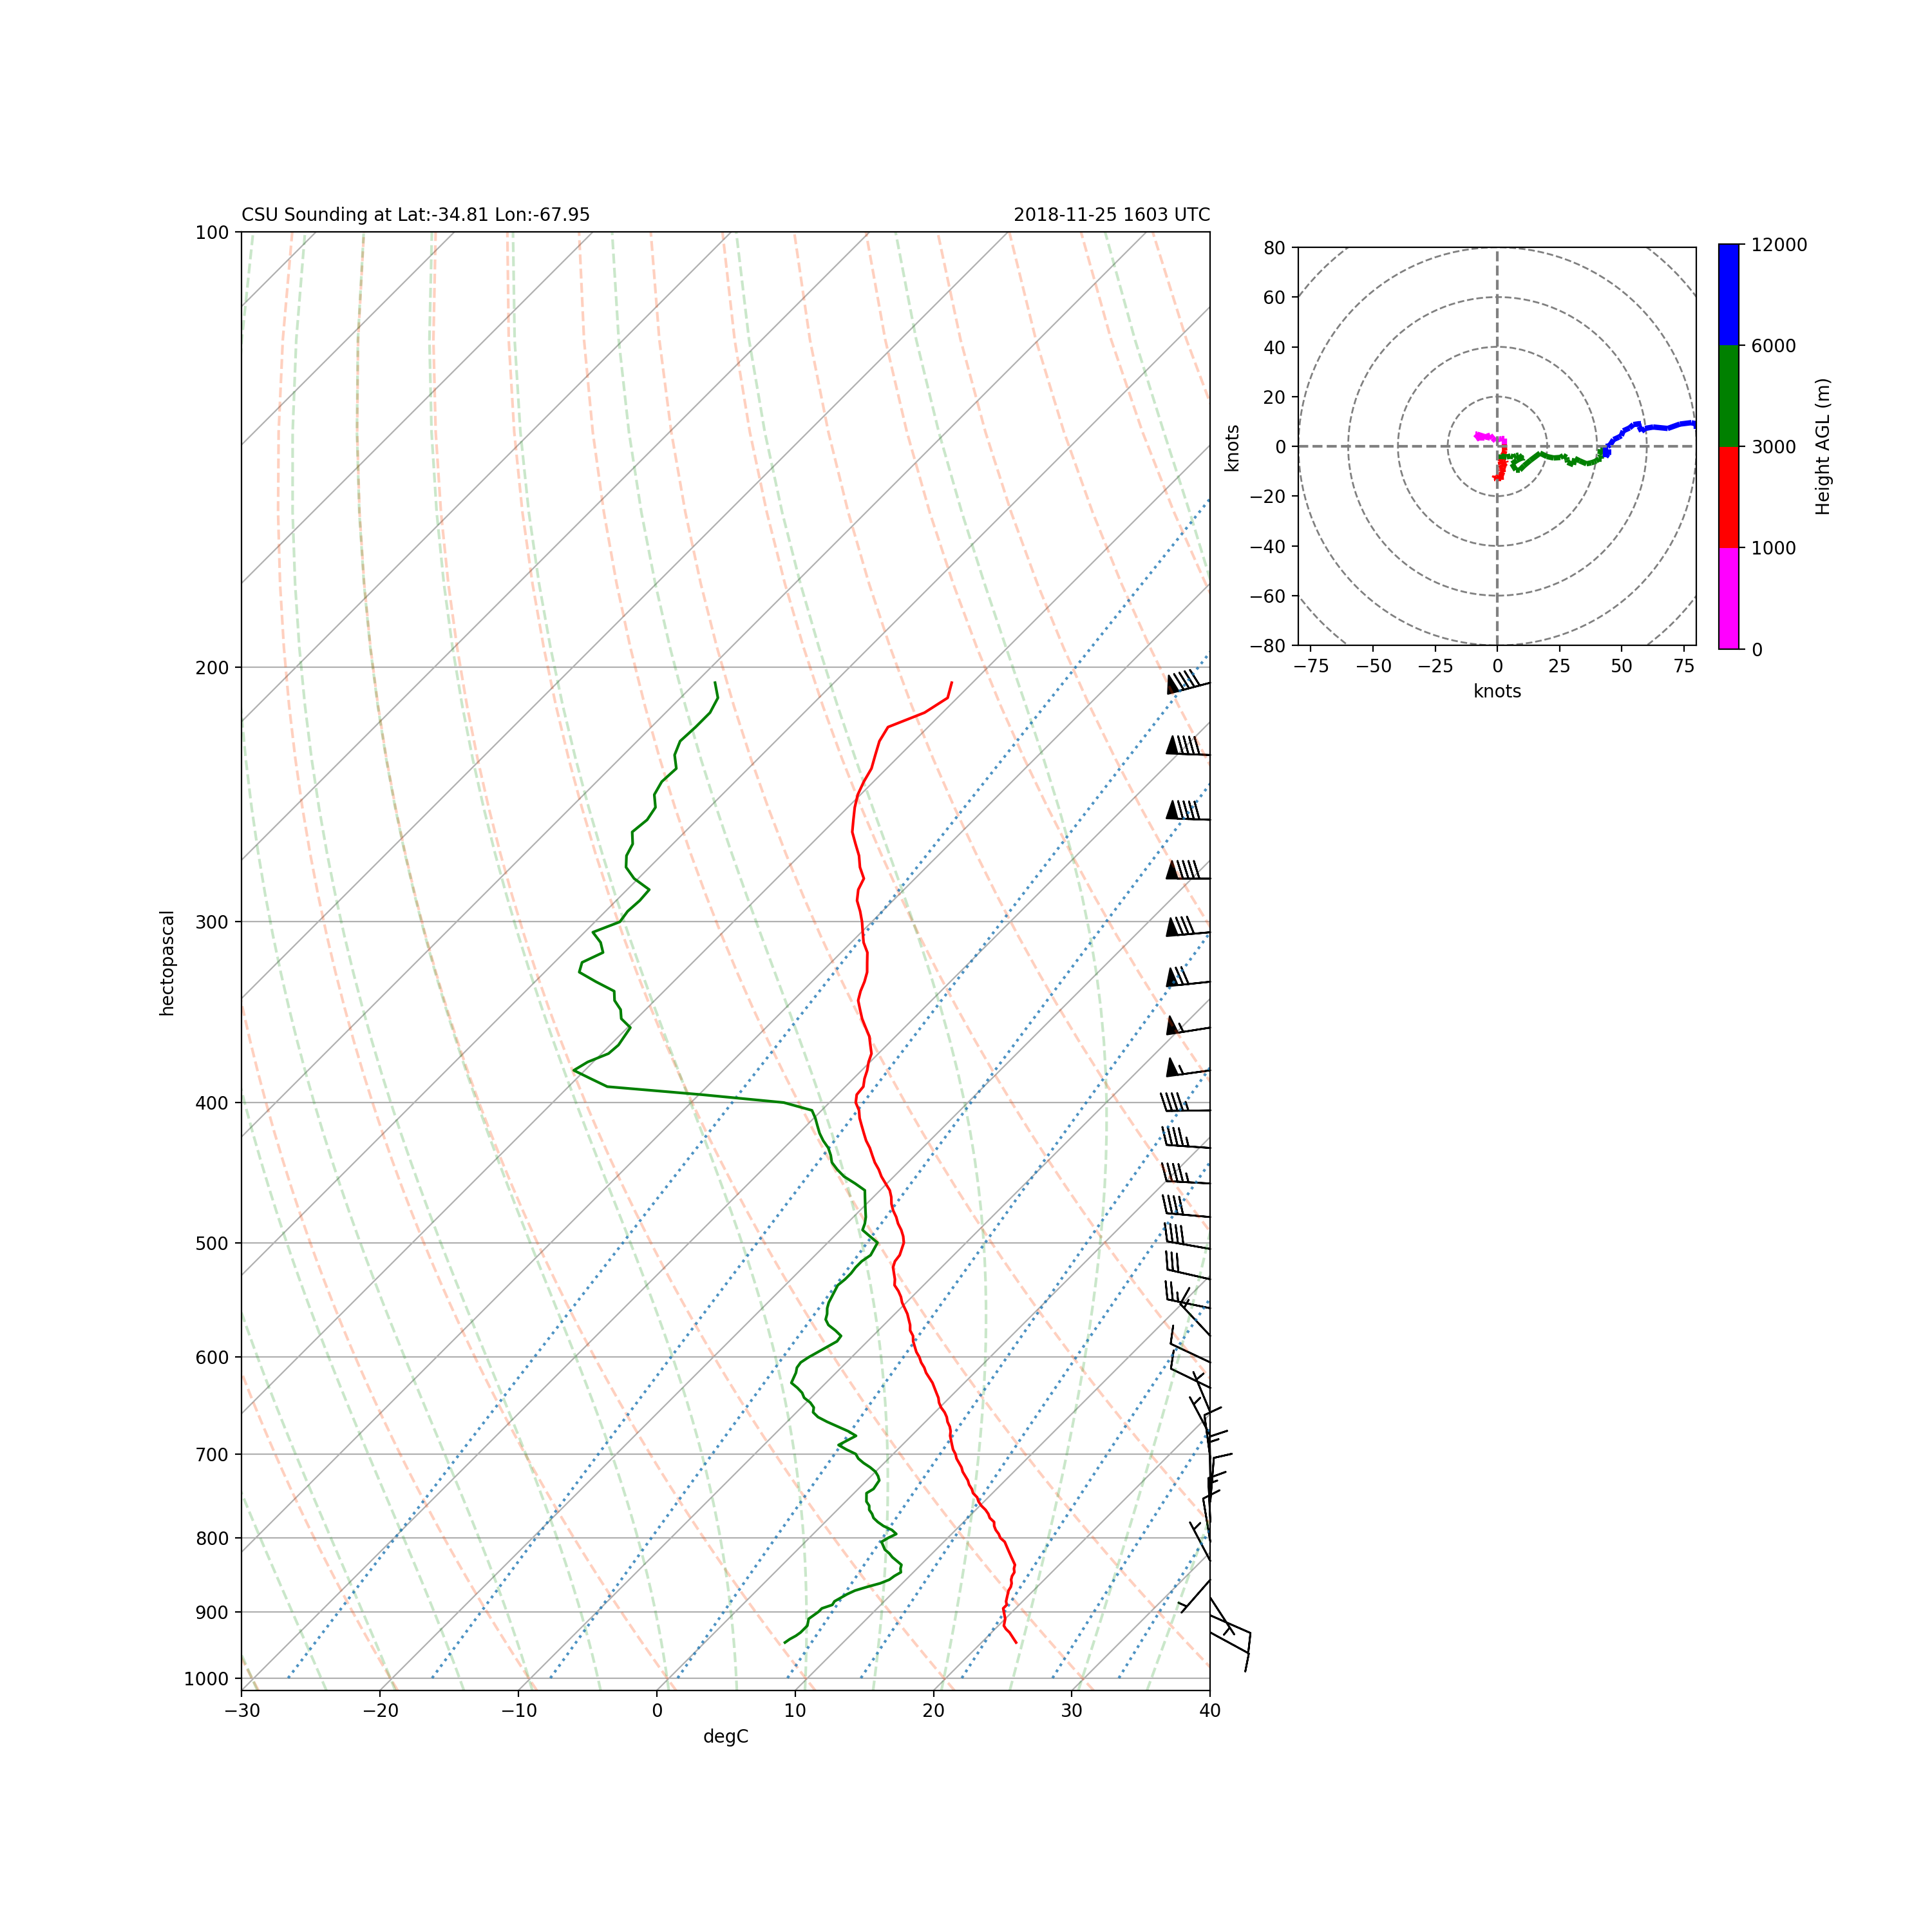 CSU Sounding at Lat:-34.81 Lon:-67.95
2018-11-25 1603 UTC
100
200
300
400
500
600
700
800
900
1000
hectopascal
−30 −20 −10 0 10 20 30 40
degC
80
60
40
20
0
−20
−40
−60
−80
knots
−75 −50 −25 0 25 50 75
knots
12000
6000
3000
1000
0
Height AGL (m)